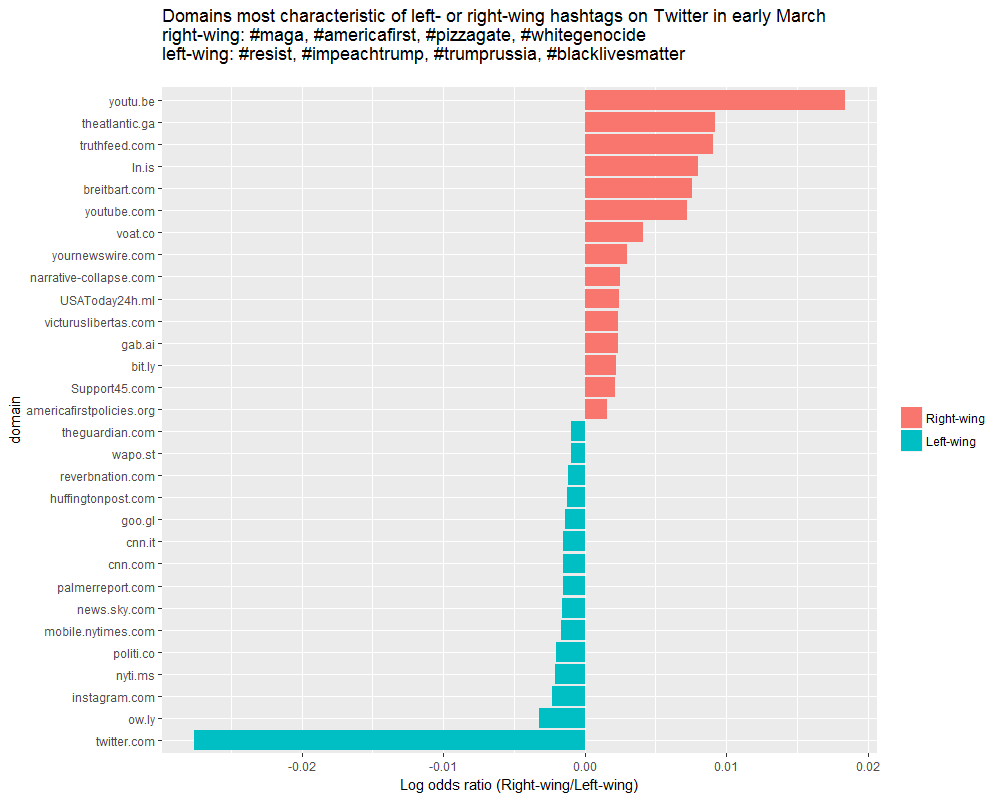 Domains most characteristic of left- or right-wing hashtags on Twitter in early March
right-wing: #maga, #americafirst, #pizzagate, #whitegenocide
left-wing: #resist, #impeachtrump, #trumprussia, #blacklivesmatter
youtu.be
theatlantic.ga
truthfeed.com
ln.is
breitbart.com
youtube.com
voat.co
yournewswire.com
narrative-collapse.com
USAToday24h.ml
victuruslibertas.com
gab.ai
bit.ly
Support45.com
americafirstpolicies.org
theguardian.com
wapo.st
reverbnation.com
huffingtonpost.com
goo.gl
cnn.it
cnn.com
palmerreport.com
news.sky.com
mobile.nytimes.com
politi.co
nyti.ms
instagram.com
ow.ly
twitter.com
domain
-0.02 -0.01 0.00 0.01 0.02
Log odds ratio (Right-wing/Left-wing)
Right-wing
Left-wing